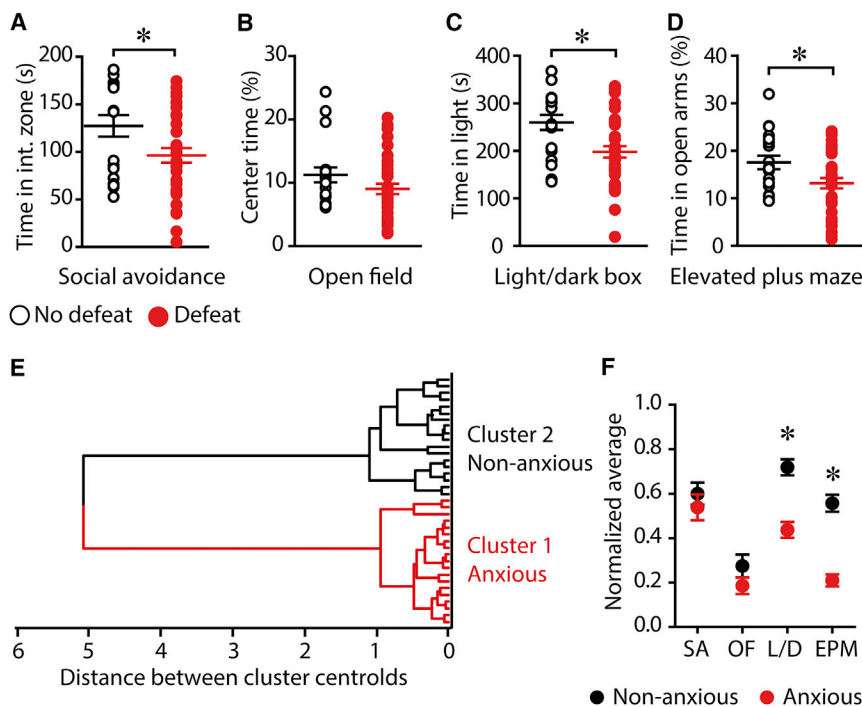 A
B
C
D
*
*
*
Time in int. zone (s)
200
150
100
50
0
Social avoidance
Center time (%)
30
20
10
0
Open field
Time in light (s)
400
300
200
100
0
Light/dark box
Time in open arms (%)
40
30
20
10
0
Elevated plus maze
No defeat Defeat
E
Cluster 2
Non-anxious
Cluster 1
Anxious
6 5 4 3 2 1 0
Distance between cluster centrolds
F
Normalized average
1.0
0.8
0.6
0.4
0.2
0.0
*
*
SA OF L/D EPM
Non-anxious Anxious